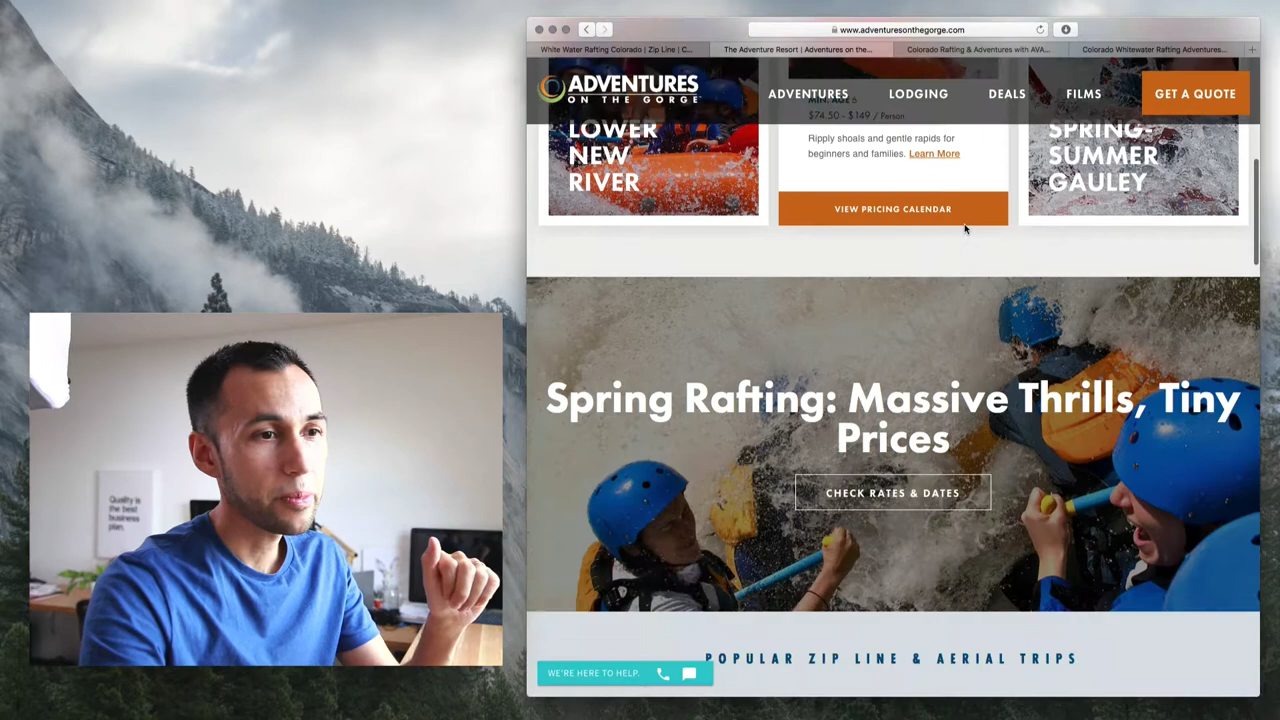 www.adventuresonthegorge.com
White Water Rafting Colorado | Zip Line | C...
The Adventure Resort | Adventures on the...
Colorado Rafting & Adventures with AVA...
Colorado Whitewater Rafting Adventures...
ADVENTURES
ON THE GORGE
ADVENTURES
LODGING
DEALS
FILMS
GET A QUOTE
LOWER
NEW
RIVER
$74.50 - $149 / Person
Ripply shoals and gentle rapids for
beginners and families. Learn More
VIEW PRICING CALENDAR
SPRING-
SUMMER
GAULEY
Spring Rafting: Massive Thrills, Tiny
Prices
CHECK RATES & DATES
POPULAR ZIP LINE & AERIAL TRIPS
WE'RE HERE TO HELP.
Quality is
the best
business
plan.